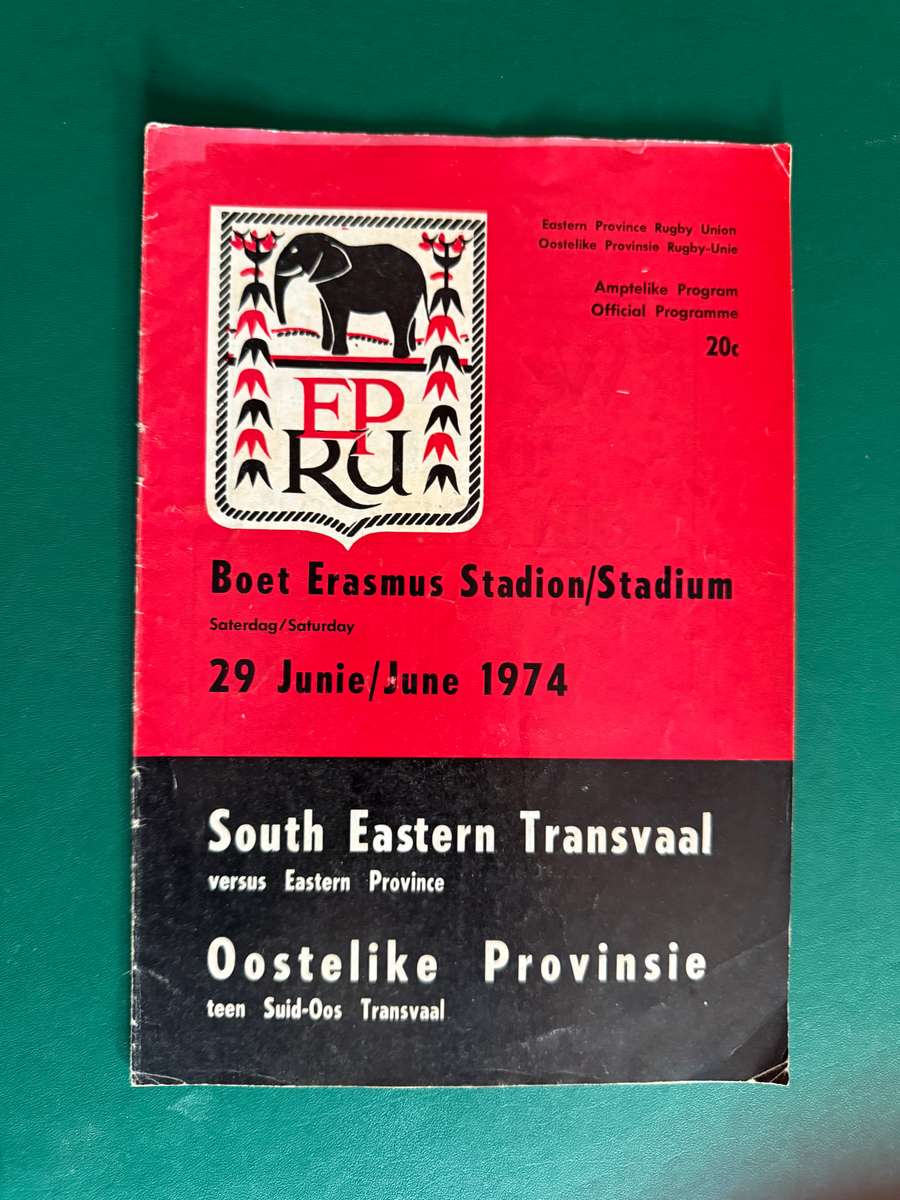 Eastern Province Rugby Union
Oostelike Provinsie Rugby-Unie
Amptelike Program
Official Programme
20c
EP
RU
Boet Erasmus Stadion/Stadium
Saterdag/Saturday
29 Junie/June 1974
South Eastern Transvaal
versus Eastern Province
Oostelike Provinsie
teen Suid-Oos Transvaal